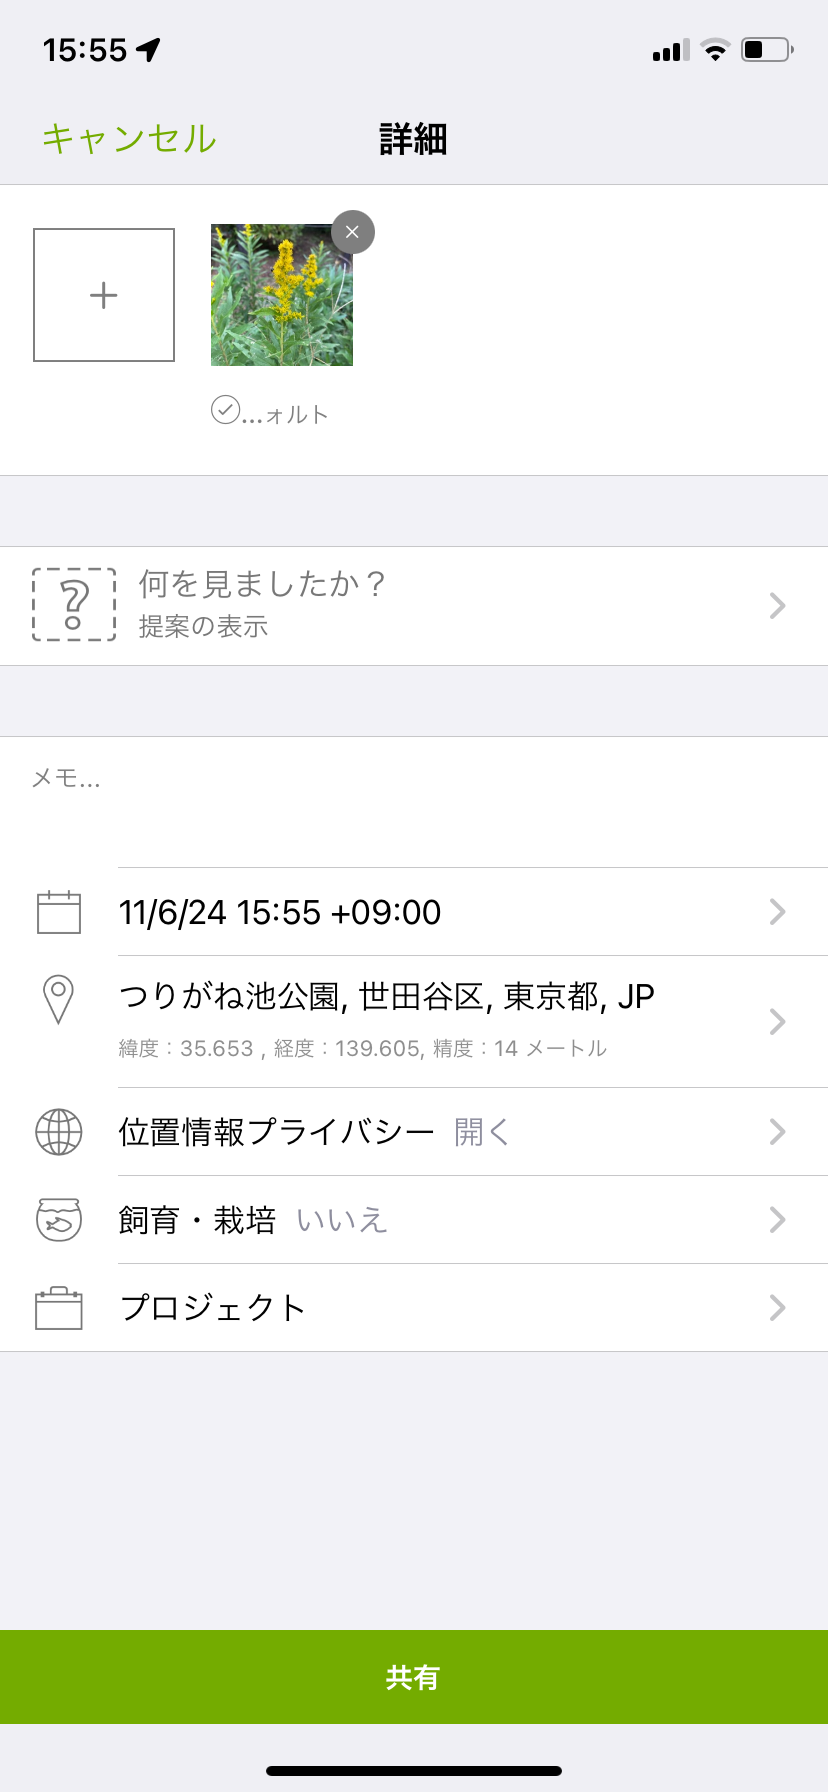 15:55
キャンセル
詳細
...ォルト
何を見ましたか？
提案の表示
メモ...
11/6/24 15:55 +09:00
つりがね池公園, 世田谷区, 東京都, JP
緯度：35.653 , 経度：139.605, 精度：14 メートル
位置情報プライバシー 開く
飼育・栽培 いいえ
プロジェクト
共有